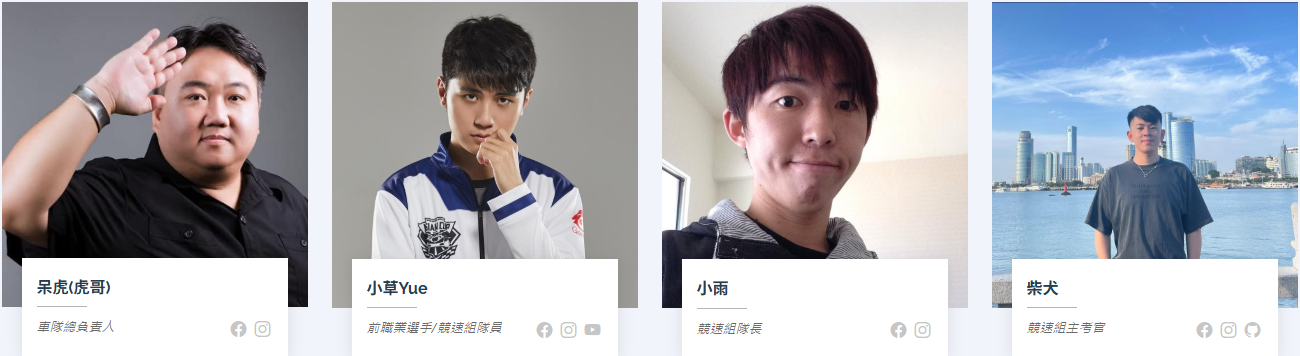 呆虎(虎哥)
車隊總負責人
小草Yue
前職業選手/競速組隊員
小雨
競速組隊長
柴犬
競速組主考官